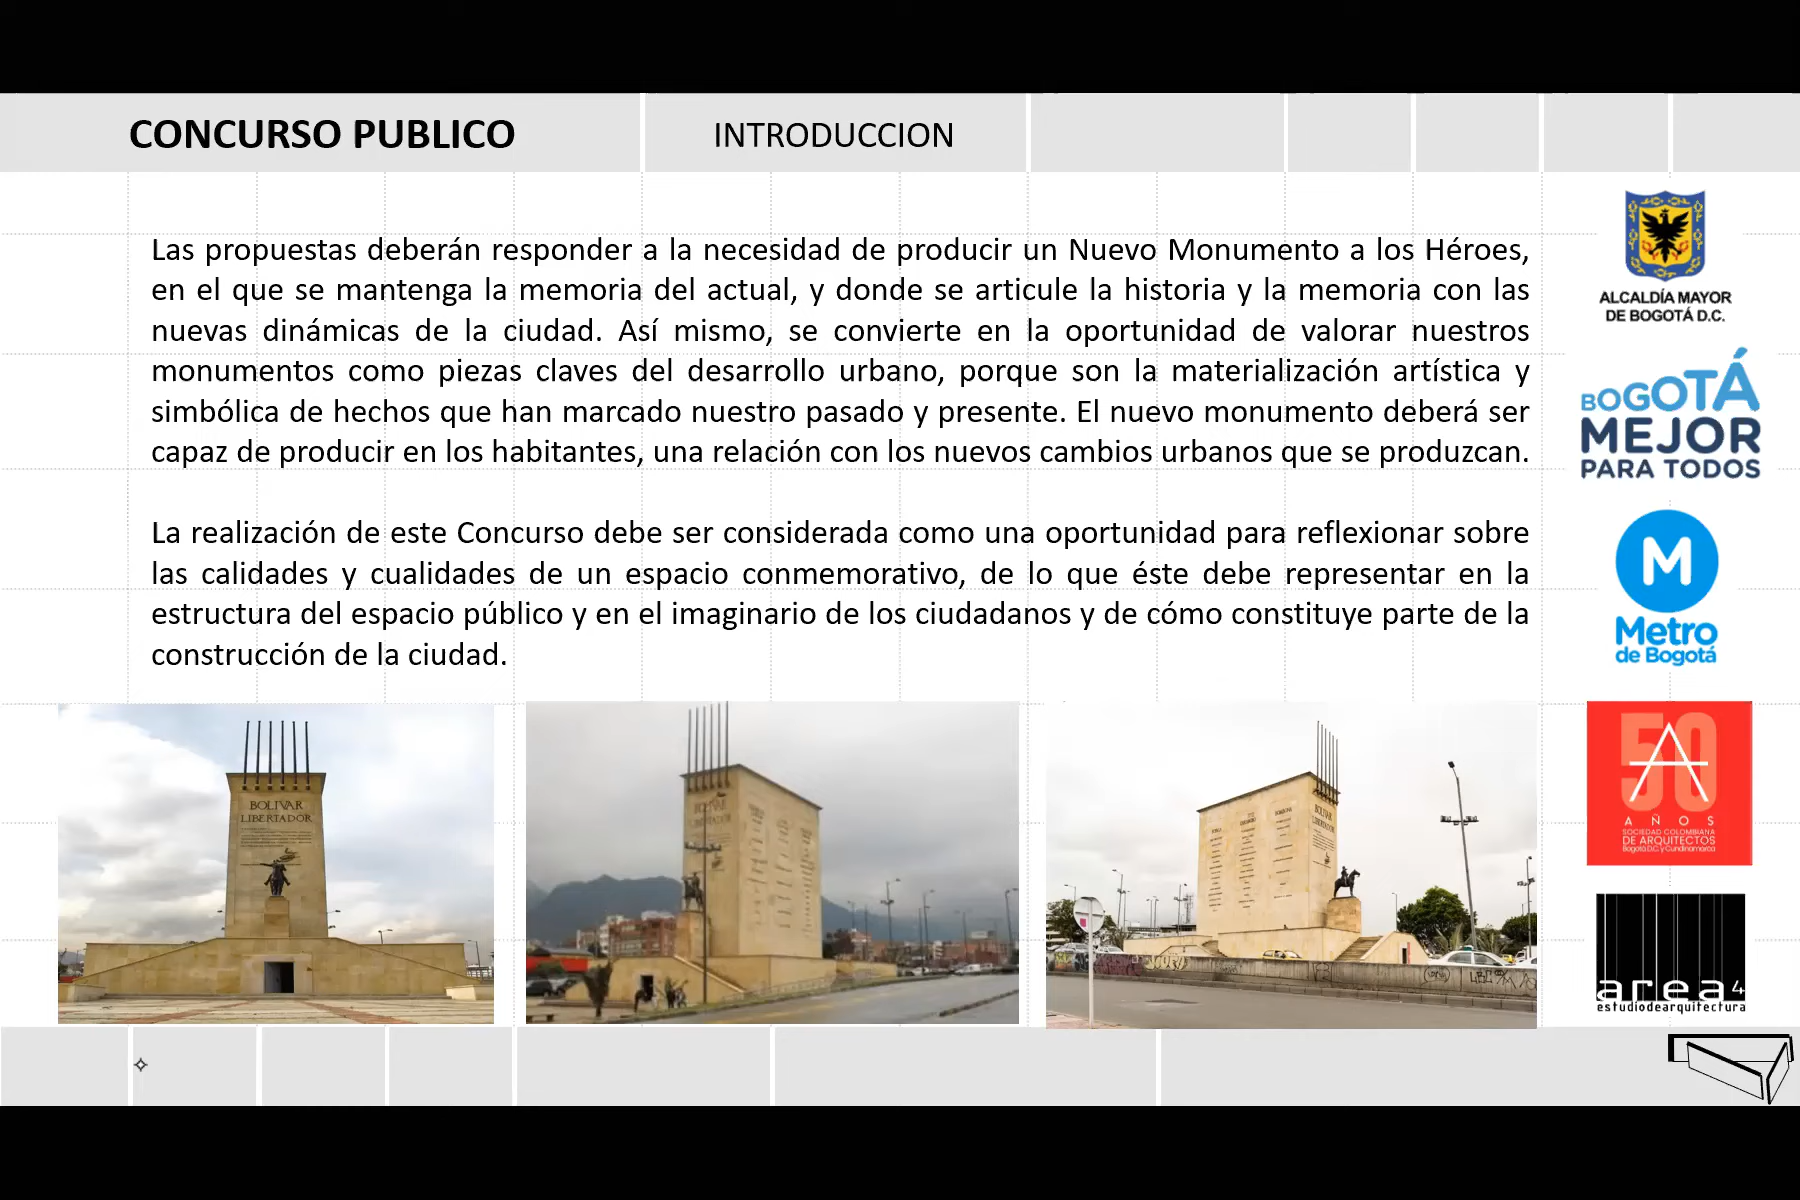 CONCURSO PUBLICO
INTRODUCCION
Las propuestas deberán responder a la necesidad de producir un Nuevo Monumento a los Héroes,
en el que se mantenga la memoria del actual, y donde se articule la historia y la memoria con las
nuevas dinámicas de la ciudad. Así mismo, se convierte en la oportunidad de valorar nuestros
monumentos como piezas claves del desarrollo urbano, porque son la materialización artística y
simbólica de hechos que han marcado nuestro pasado y presente. El nuevo monumento deberá ser
capaz de producir en los habitantes, una relación con los nuevos cambios urbanos que se produzcan.
La realización de este Concurso debe ser considerada como una oportunidad para reflexionar sobre
las calidades y cualidades de un espacio conmemorativo, de lo que éste debe representar en la
estructura del espacio público y en el imaginario de los ciudadanos y de cómo constituye parte de la
construcción de la ciudad.
ALCALDÍA MAYOR
DE BOGOTÁ D.C.
BOGOTÁ
MEJOR
PARA TODOS
M
Metro
de Bogotá
50
A
AÑOS
SOCIEDAD COLOMBIANA
DE ARQUITECTOS
Bogotá D.C. y Cundinamarca
area4
estudiodearquitectura
BOLIVAR
LIBERTADOR
BOLIVAR
LIBERTADOR
BOLIVAR
LIBERTADOR